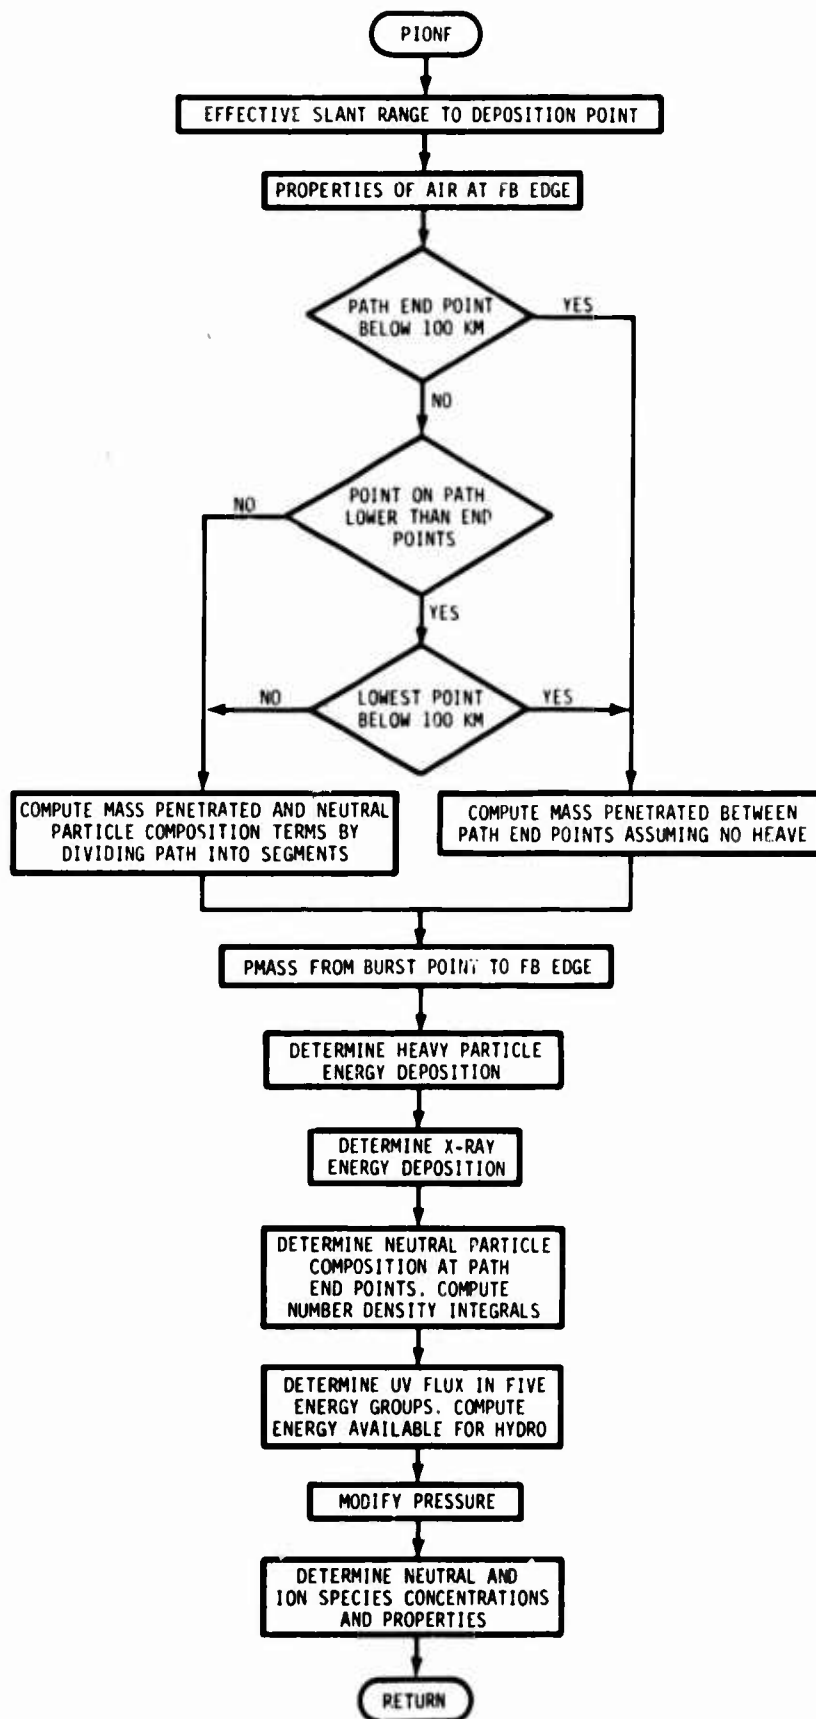 PIONF
EFFECTIVE SLANT RANGE TO DEPOSITION POINT
PROPERTIES OF AIR AT FB EDGE
PATH END POINT
BELOW 100 KM
YES
NO
POINT ON PATH
LOWER THAN END
POINTS
NO
YES
LOWEST POINT
BELOW 100 KM
NO
YES
COMPUTE MASS PENETRATED AND NEUTRAL
PARTICLE COMPOSITION TERMS BY
DIVIDING PATH INTO SEGMENTS
COMPUTE MASS PENETRATED BETWEEN
PATH END POINTS ASSUMING NO HEAVE
PMASS FROM BURST POINT TO FB EDGE
DETERMINE HEAVY PARTICLE
ENERGY DEPOSITION
DETERMINE X-RAY
ENERGY DEPOSITION
DETERMINE NEUTRAL PARTICLE
COMPOSITION AT PATH
END POINTS. COMPUTE
NUMBER DENSITY INTEGRALS
DETERMINE UV FLUX IN FIVE
ENERGY GROUPS. COMPUTE
ENERGY AVAILABLE FOR HYDRO
MODIFY PRESSURE
DETERMINE NEUTRAL AND
ION SPECIES CONCENTRATIONS
AND PROPERTIES
RETURN